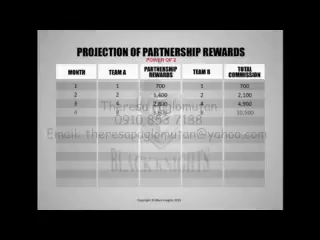 PROJECTION OF PARTNERSHIP REWARDS
POWER OF 2
MONTH TEAM A PARTNERSHIP REWARDS TEAM B TOTAL COMMISSION
1 1 700 1 700
2 2 1,400 2 2,100
3 4 2,800 4 4,900
4 10,500
Theresa Paglomutan
0910 853 7138
Email: theresapaglomutan@yahoo.com
BLACKKNIGHTS